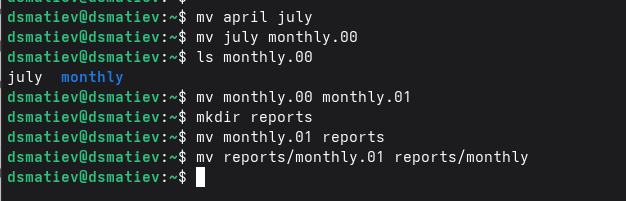 dsmatiev@dsmatiev:~$ mv april july
dsmatiev@dsmatiev:~$ mv july monthly.00
dsmatiev@dsmatiev:~$ ls monthly.00
july  monthly
dsmatiev@dsmatiev:~$ mv monthly.00 monthly.01
dsmatiev@dsmatiev:~$ mkdir reports
dsmatiev@dsmatiev:~$ mv monthly.01 reports
dsmatiev@dsmatiev:~$ mv reports/monthly.01 reports/monthly
dsmatiev@dsmatiev:~$